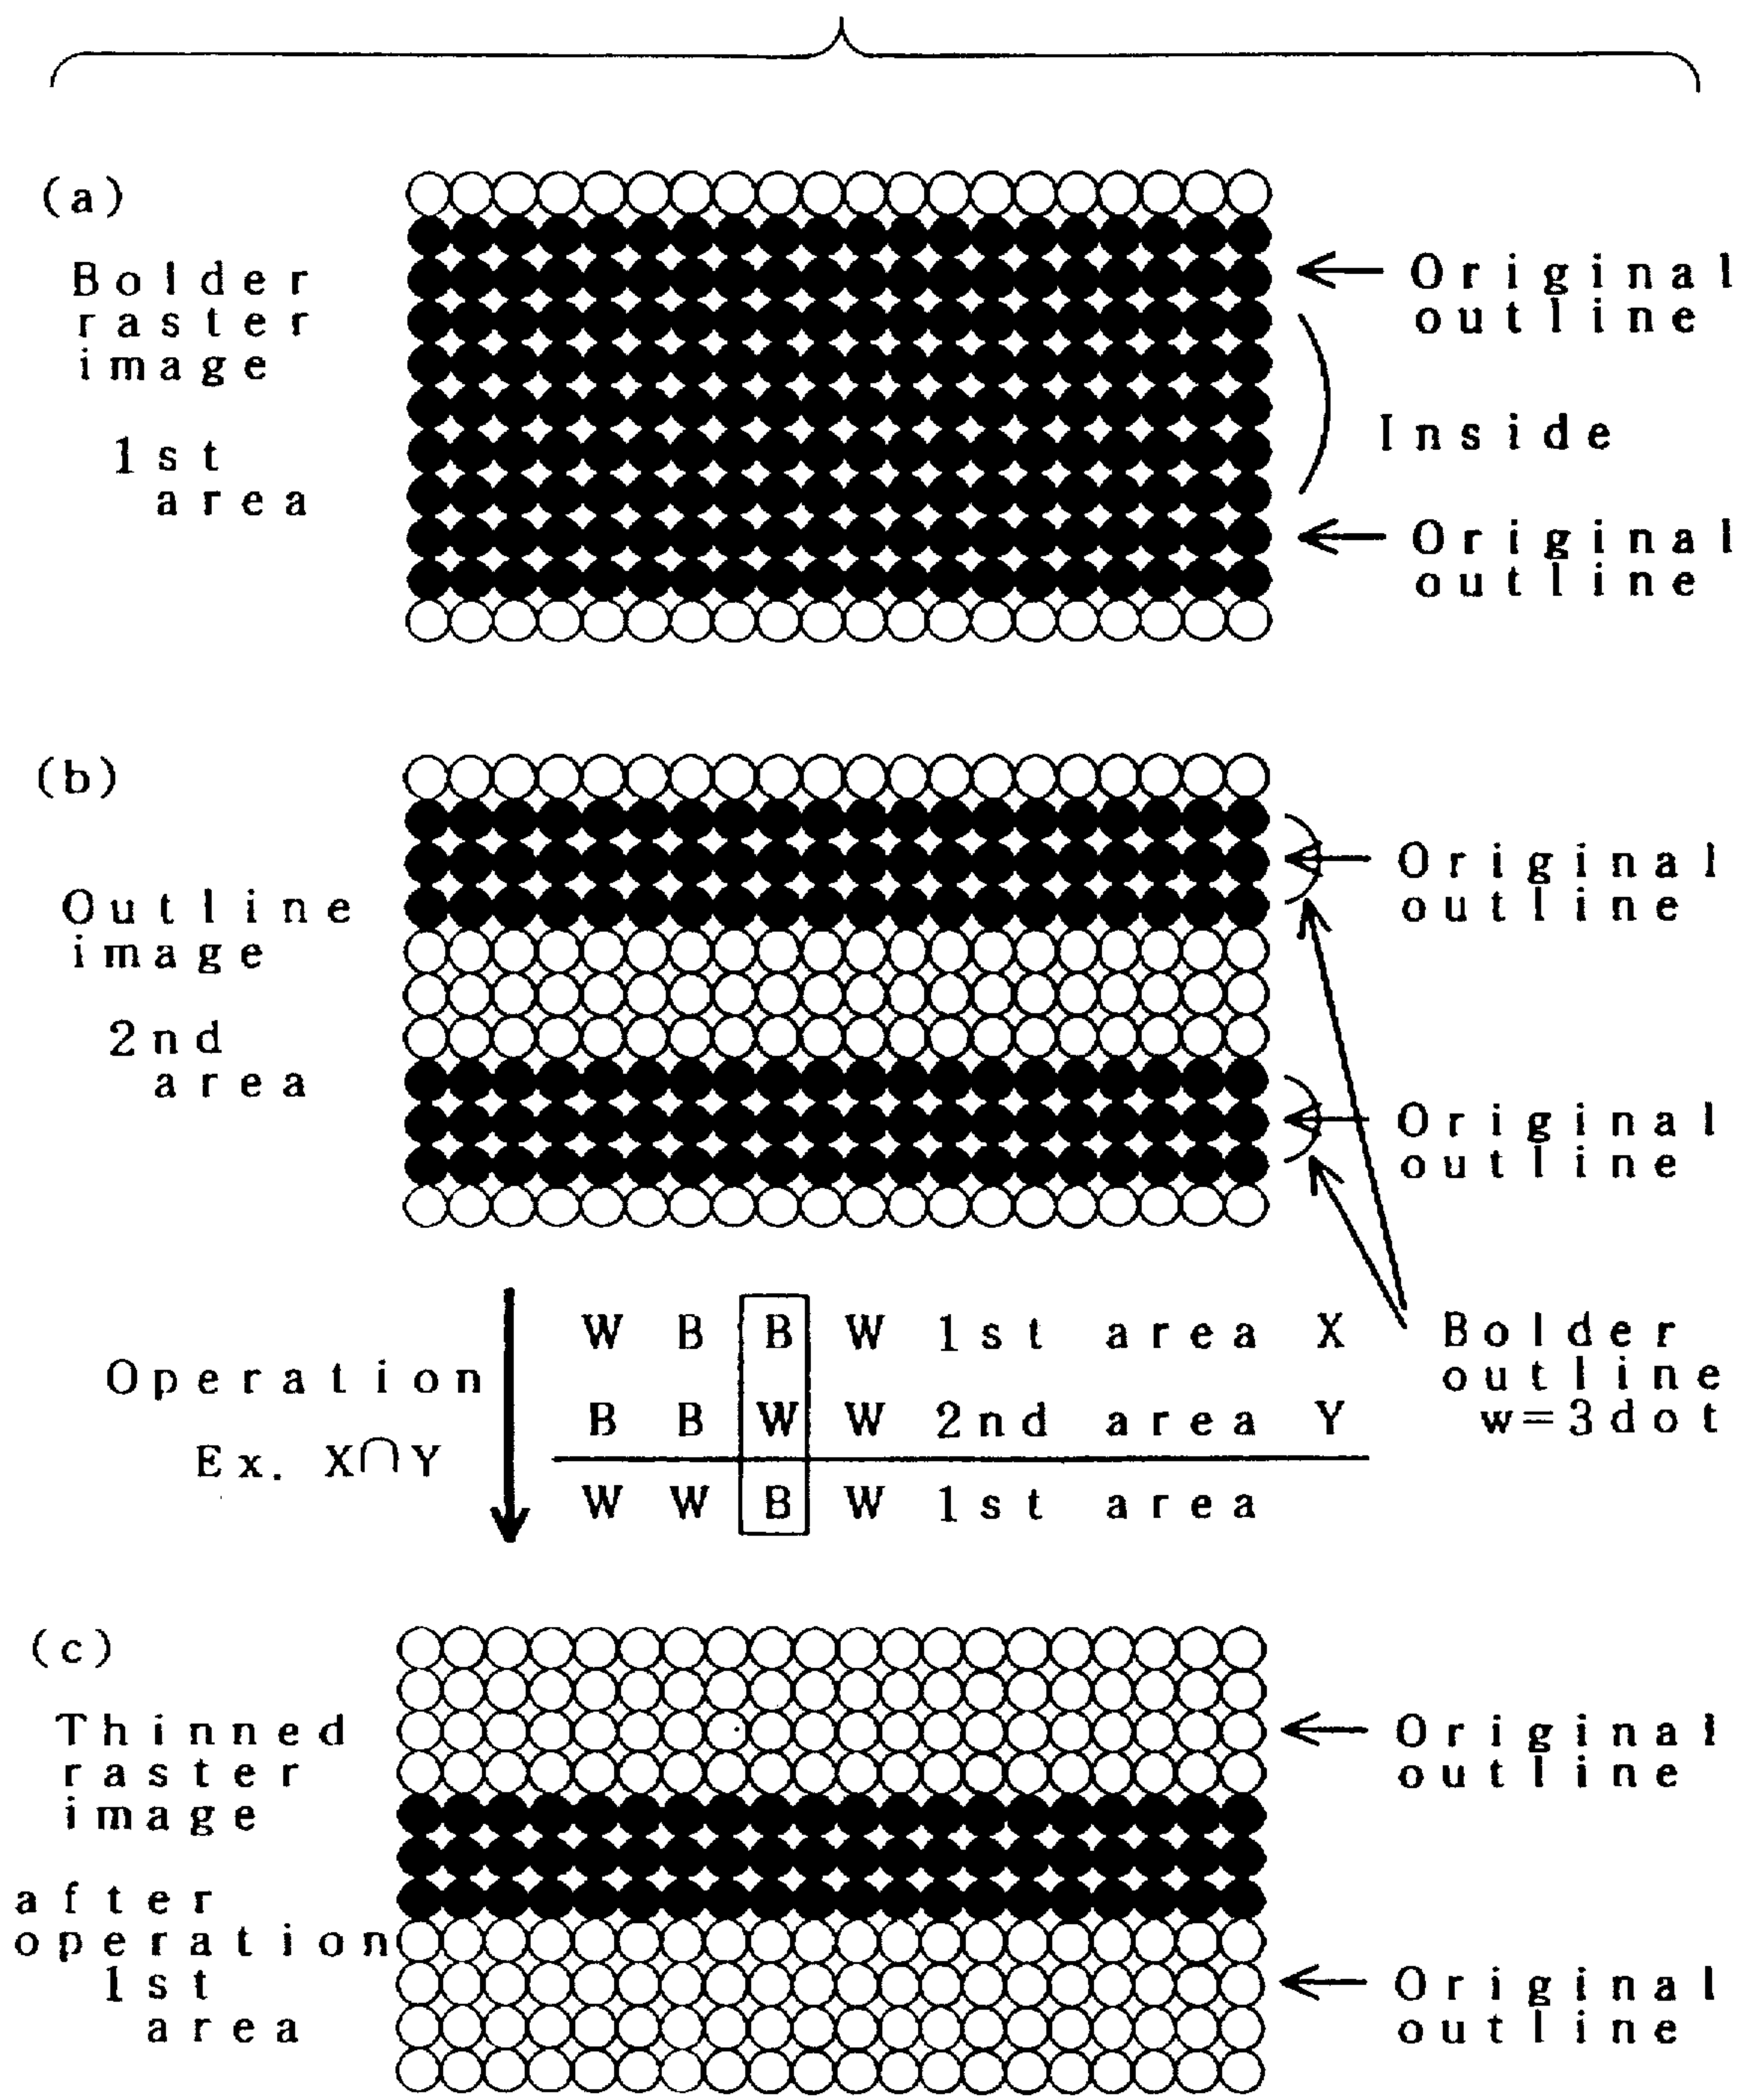 (a)
Bolder
raster
image
1st
area
Original
outline
Inside
Original
outline
(b)
Outline
image
2nd
area
Original
outline
Original
outline
Bolder
outline
w=3dot
Operation
Ex. X∩Y
W B B W 1st area X
B B W W 2nd area Y
W W B W 1st area
(c)
Thinned
raster
image
after
operation
1st
area
Original
outline
Original
outline